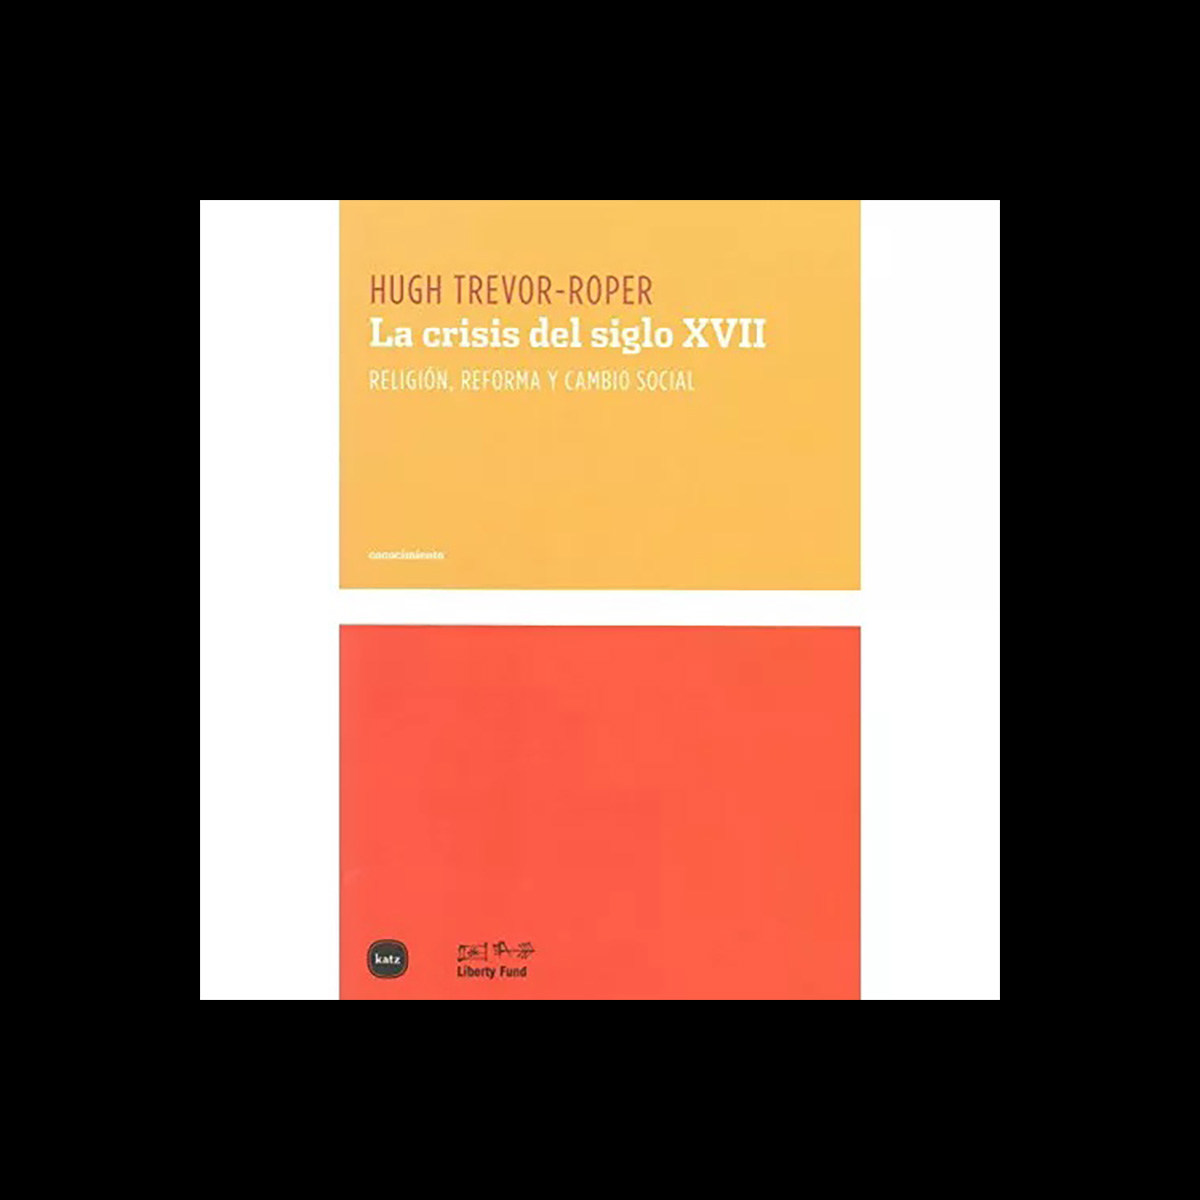 HUGH TREVOR-ROPER
La crisis del siglo XVII
RELIGIÓN, REFORMA Y CAMBIO SOCIAL
conocimiento
katz
Liberty Fund